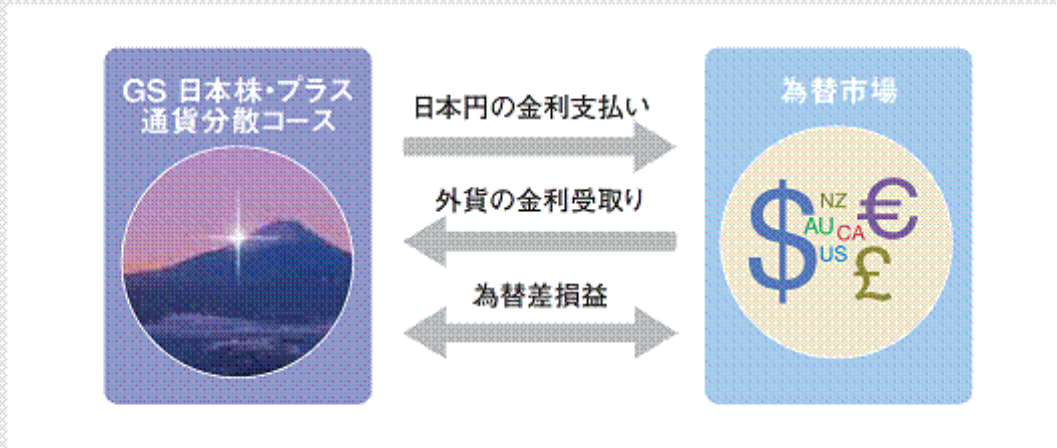 GS 日本株・プラス
通貨分散コース
日本円の金利支払い
外貨の金利受取り
為替差損益
為替市場
$ NZ € AU CA US £